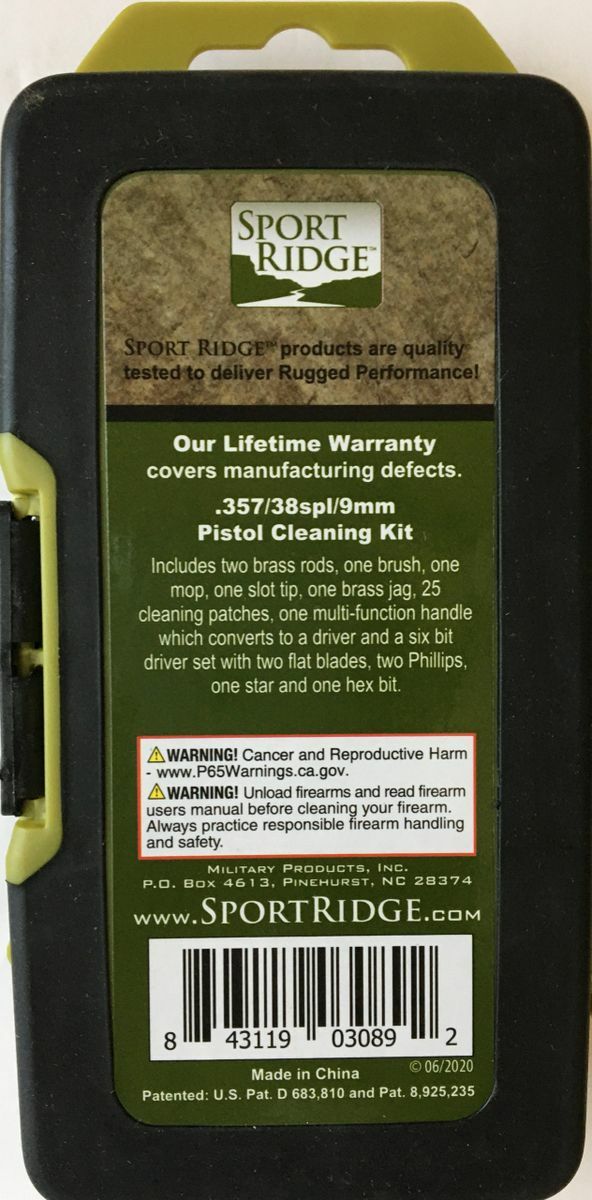 SPORT
RIDGE™
SPORT RIDGE™ products are quality
tested to deliver Rugged Performance!
Our Lifetime Warranty
covers manufacturing defects.
.357/38spl/9mm
Pistol Cleaning Kit
Includes two brass rods, one brush, one
mop, one slot tip, one brass jag, 25
cleaning patches, one multi-function handle
which converts to a driver and a six bit
driver set with two flat blades, two Phillips,
one star and one hex bit.
WARNING! Cancer and Reproductive Harm
- www.P65Warnings.ca.gov.
WARNING! Unload firearms and read firearm
users manual before cleaning your firearm.
Always practice responsible firearm handling
and safety.
MILITARY PRODUCTS, INC.
P.O. BOX 4613, PINEHURST, NC 28374
www.SPORTRIDGE.com
8 43119 03089 2
© 06/2020
Made in China
Patented: U.S. Pat. D 683,810 and Pat. 8,925,235